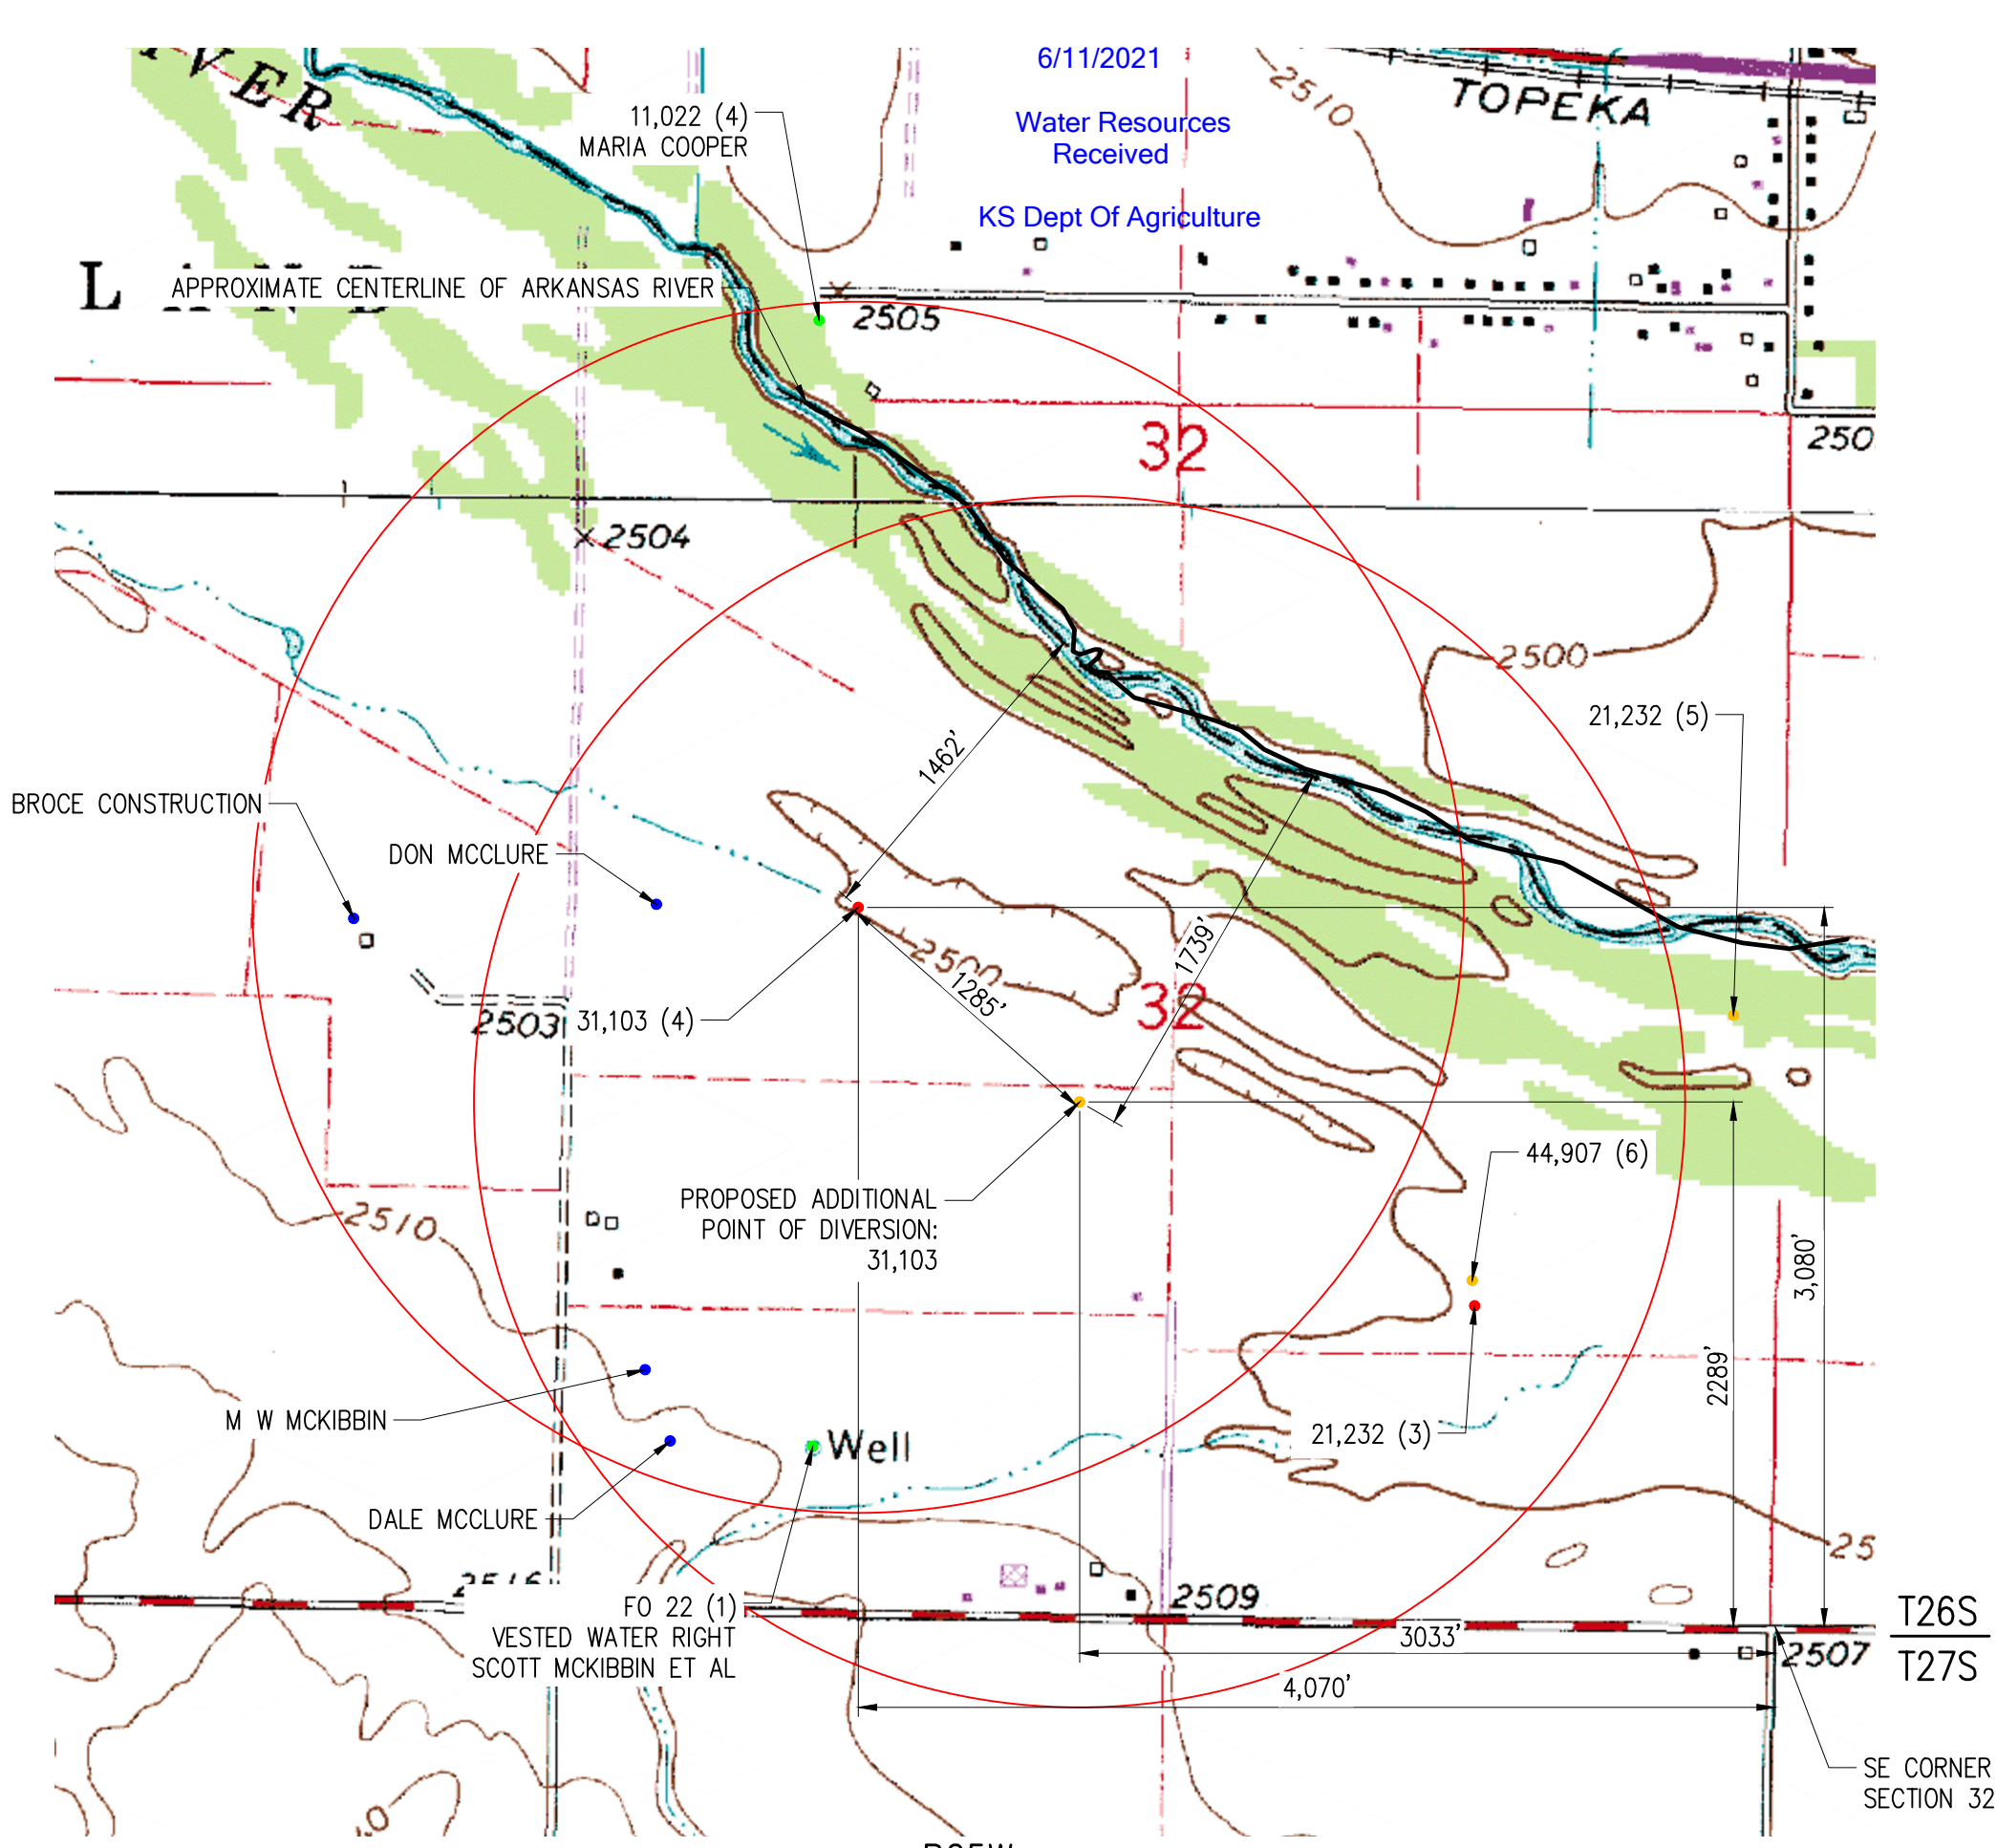 6/11/2021
Water Resources
Received
KS Dept Of Agriculture
TOPEKA
2510
11,022 (4)
MARIA COOPER
APPROXIMATE CENTERLINE OF ARKANSAS RIVER
2505
32
250
2504
2500
21,232 (5)
1462'
BROCE CONSTRUCTION
DON MCCLURE
1739'
2500
1285'
32
2503
31,103 (4)
44,907 (6)
PROPOSED ADDITIONAL
POINT OF DIVERSION:
31,103
2510
3,080'
2289'
M W MCKIBBIN
21,232 (3)
Well
DALE MCCLURE
25
2509
FO 22 (1)
VESTED WATER RIGHT
SCOTT MCKIBBIN ET AL
3033'
2507
T26S
T27S
4,070'
SE CORNER
SECTION 32